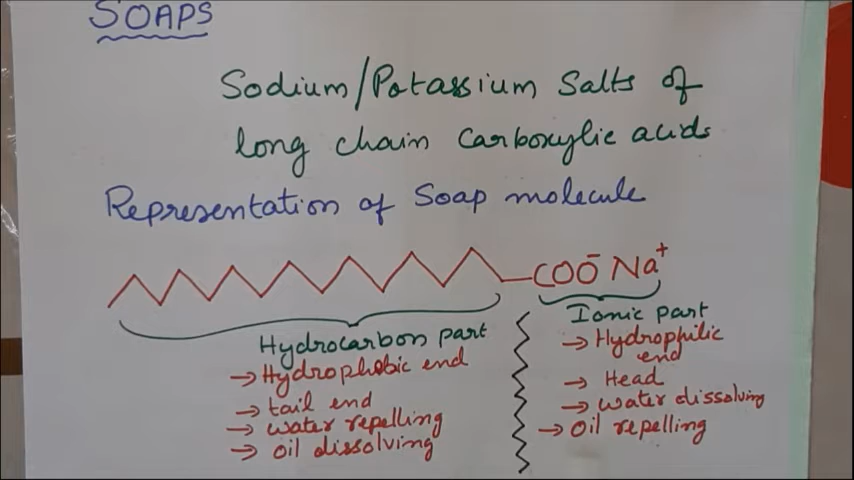 SOAPS
Sodium/Potassium Salts of
long chain carboxylic acids
Representation of Soap molecule
COO⁻ Na⁺
Hydrocarbon part
→ Hydrophobic end
→ tail end
→ water repelling
→ oil dissolving
Ionic part
→ Hydrophilic
end
→ Head
→ water dissolving
→ Oil repelling